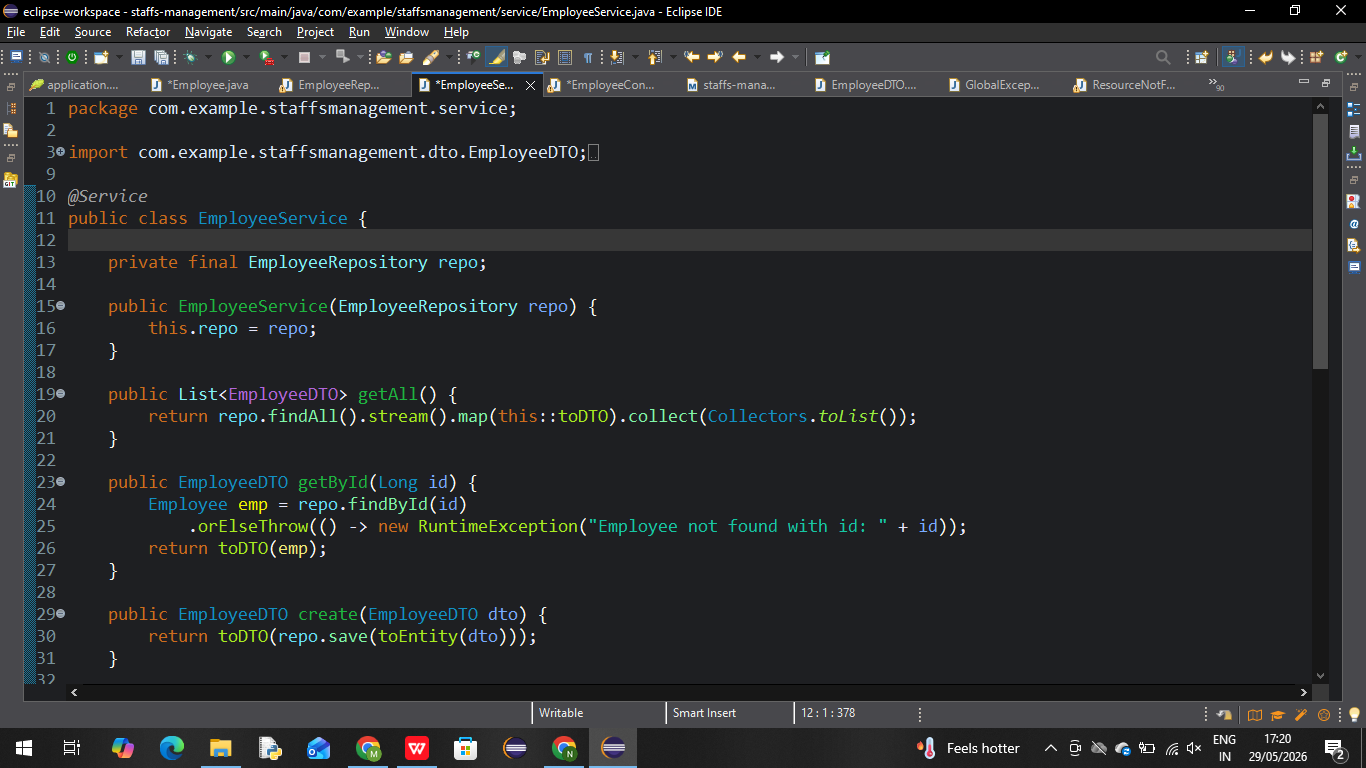 eclipse-workspace - staffs-management/src/main/java/com/example/staffsmanagement/service/EmployeeService.java - Eclipse IDE
File Edit Source Refactor Navigate Search Project Run Window Help
application.... *Employee.java EmployeeRep... *EmployeeSe... *EmployeeCon... staffs-mana... EmployeeDTO.... GlobalExcep... ResourceNotF... »90
1 package com.example.staffsmanagement.service;
2
3 import com.example.staffsmanagement.dto.EmployeeDTO;
9
10 @Service
11 public class EmployeeService {
12
13 private final EmployeeRepository repo;
14
15 public EmployeeService(EmployeeRepository repo) {
16 this.repo = repo;
17 }
18
19 public List<EmployeeDTO> getAll() {
20 return repo.findAll().stream().map(this::toDTO).collect(Collectors.toList());
21 }
22
23 public EmployeeDTO getById(Long id) {
24 Employee emp = repo.findById(id)
25 .orElseThrow(() -> new RuntimeException("Employee not found with id: " + id));
26 return toDTO(emp);
27 }
28
29 public EmployeeDTO create(EmployeeDTO dto) {
30 return toDTO(repo.save(toEntity(dto)));
31 }
32
Writable Smart Insert 12 : 1 : 378
Feels hotter ENG 17:20
IN 29/05/2026 2